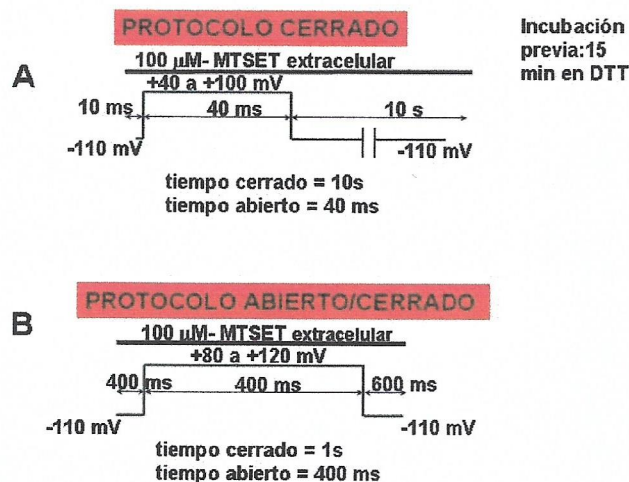 PROTOCOLO CERRADO
Incubación
previa:15
min en DTT
A
100 µM- MTSET extracelular
+40 a +100 mV
10 ms
40 ms
10 s
-110 mV
-110 mV
tiempo cerrado = 10s
tiempo abierto = 40 ms
PROTOCOLO ABIERTO/CERRADO
B
100 µM- MTSET extracelular
+80 a +120 mV
400 ms
400 ms
600 ms
-110 mV
-110 mV
tiempo cerrado = 1s
tiempo abierto = 400 ms